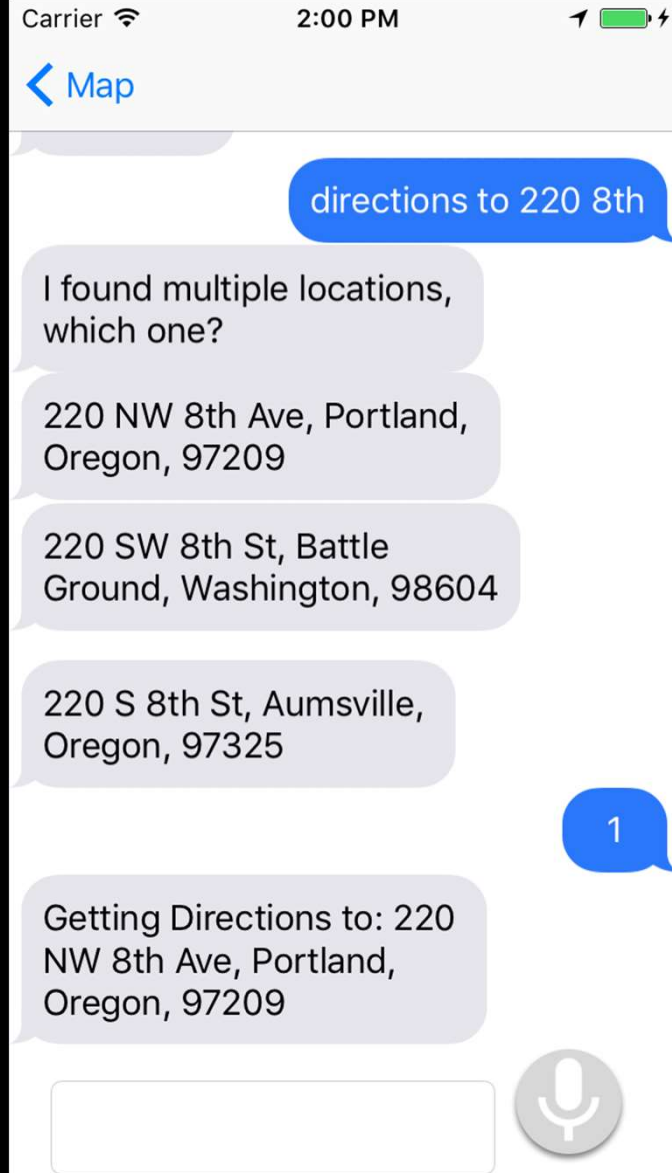 Carrier
2:00 PM
Map
directions to 220 8th
I found multiple locations,
which one?
220 NW 8th Ave, Portland,
Oregon, 97209
220 SW 8th St, Battle
Ground, Washington, 98604
220 S 8th St, Aumsville,
Oregon, 97325
1
Getting Directions to: 220
NW 8th Ave, Portland,
Oregon, 97209